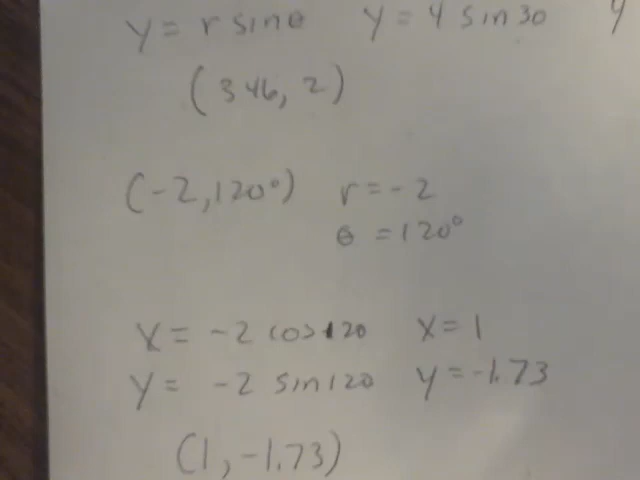 y = r sinθ y = 4 sin 30 y
(3.46, 2)
(-2, 120°) r = -2
θ = 120°
x = -2 cos 120 x = 1
y = -2 sin 120 y = -1.73
(1, -1.73)